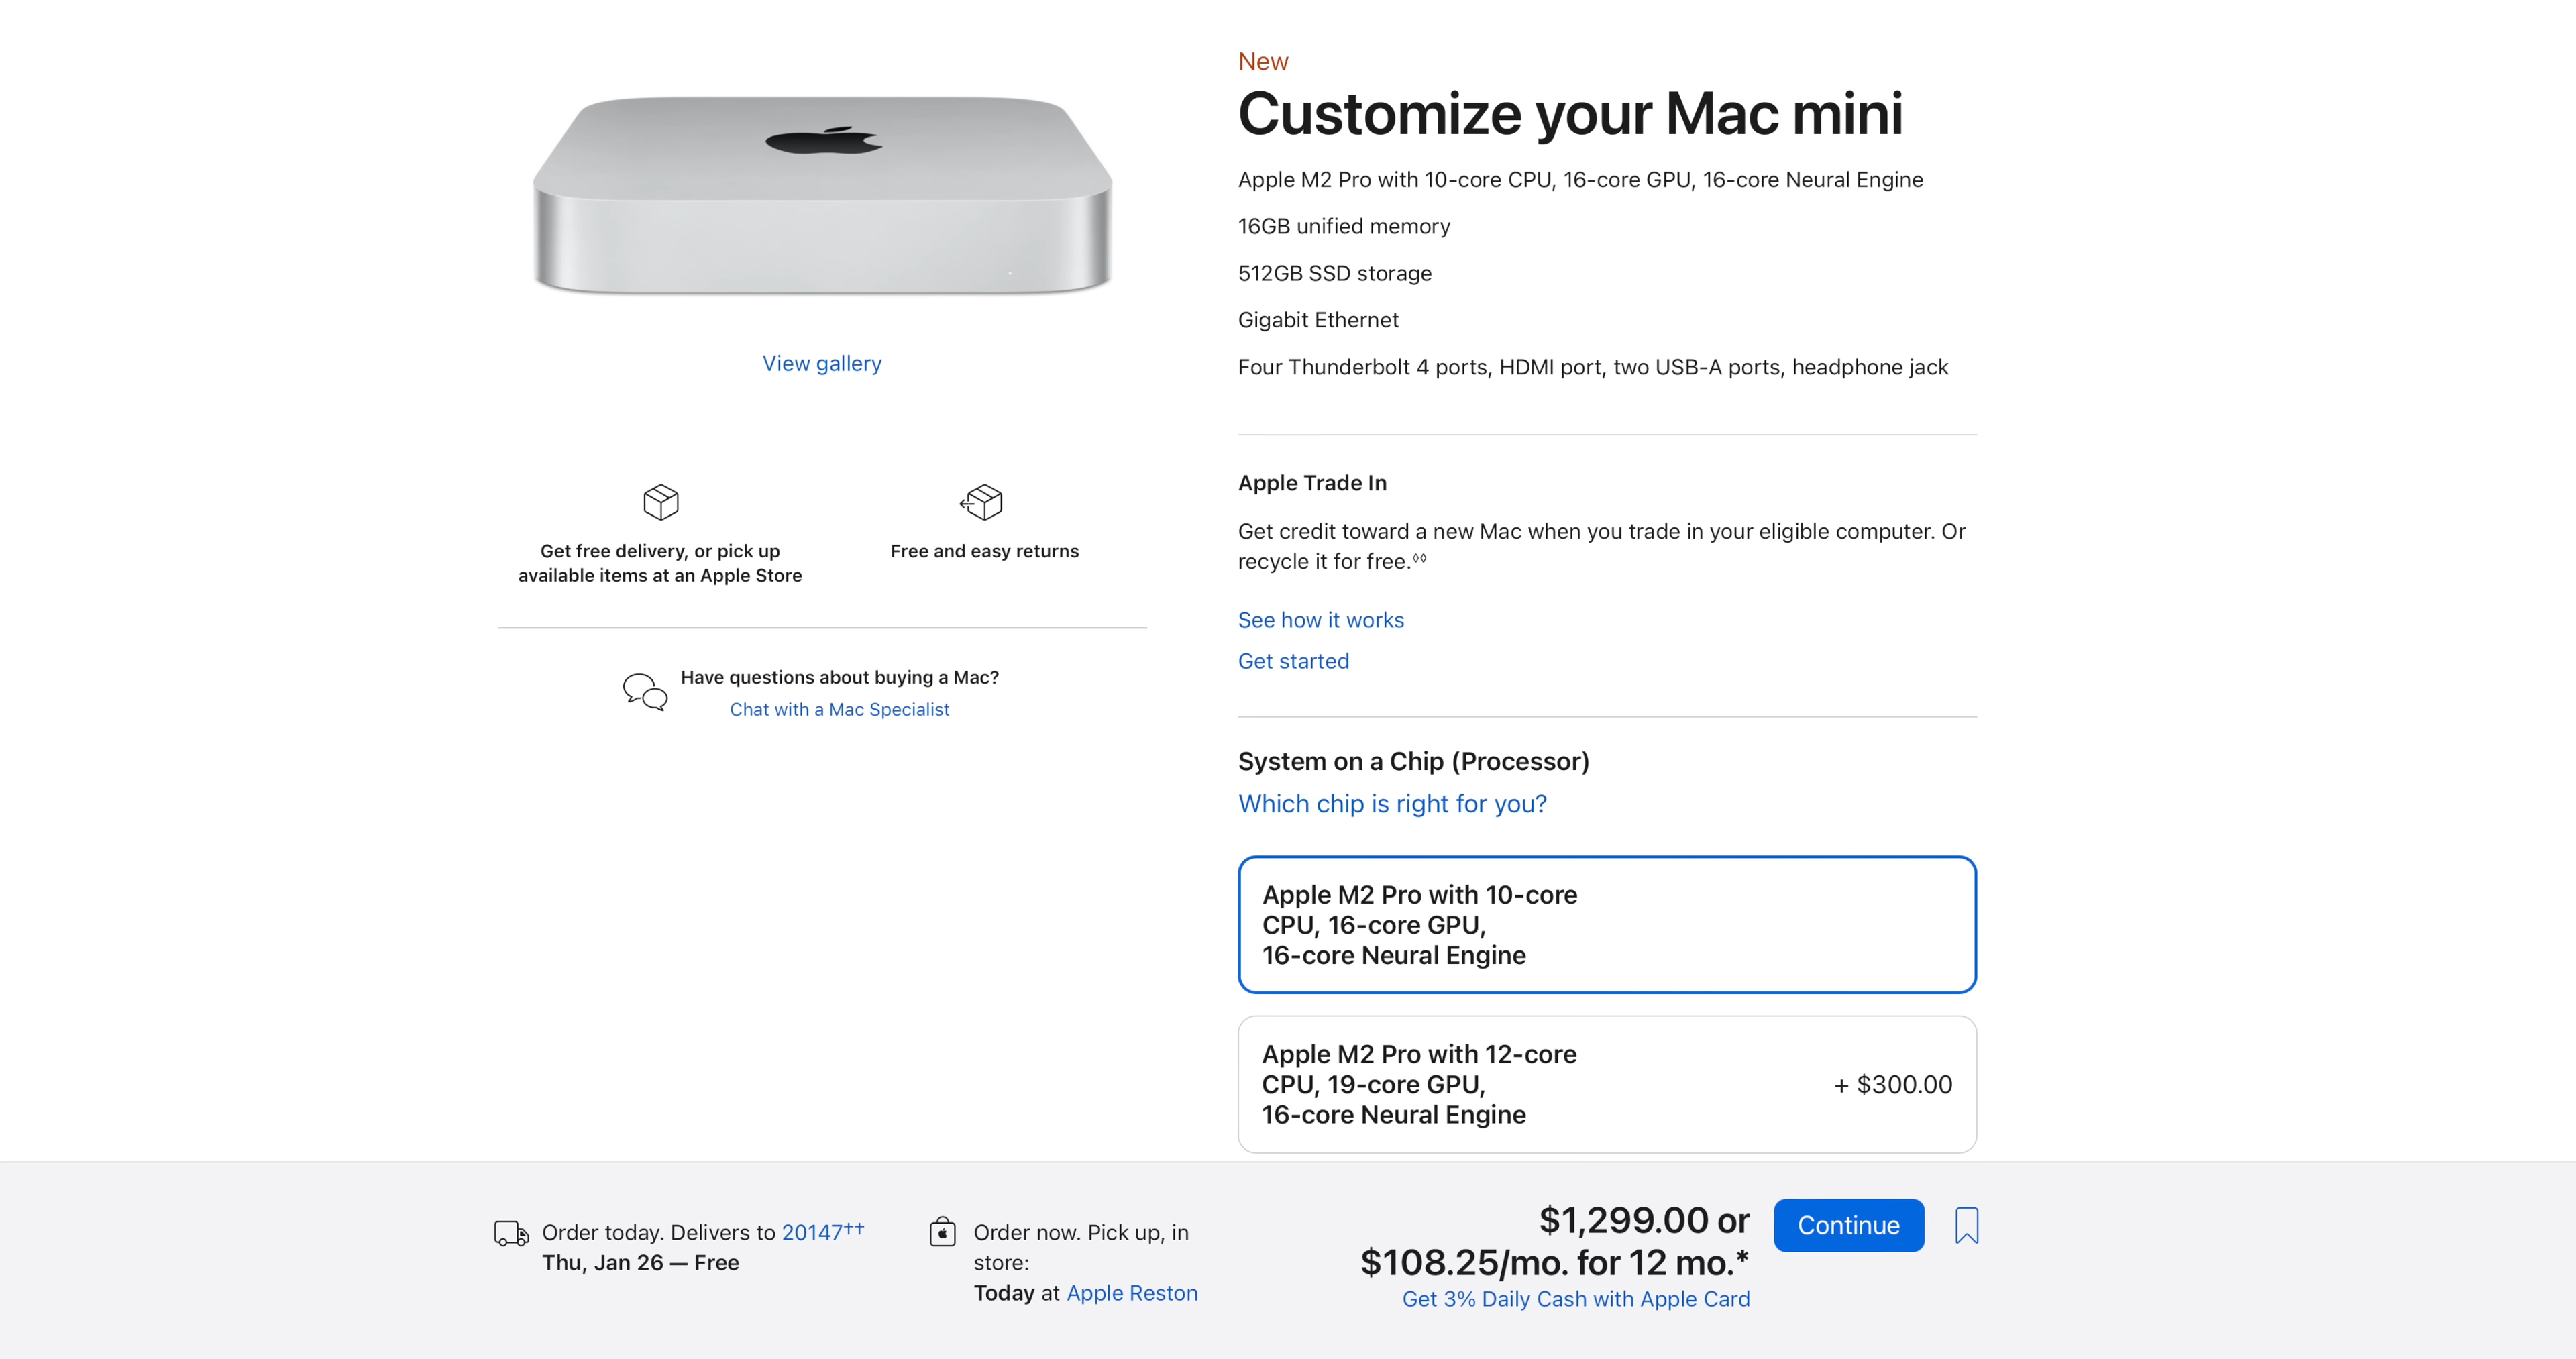 New
Customize your Mac mini
Apple M2 Pro with 10-core CPU, 16-core GPU, 16-core Neural Engine
16GB unified memory
512GB SSD storage
Gigabit Ethernet
Four Thunderbolt 4 ports, HDMI port, two USB-A ports, headphone jack
View gallery
Get free delivery, or pick up
available items at an Apple Store
Free and easy returns
Have questions about buying a Mac?
Chat with a Mac Specialist
Apple Trade In
Get credit toward a new Mac when you trade in your eligible computer. Or
recycle it for free.◊◊
See how it works
Get started
System on a Chip (Processor)
Which chip is right for you?
Apple M2 Pro with 10-core
CPU, 16-core GPU,
16-core Neural Engine
Apple M2 Pro with 12-core
CPU, 19-core GPU,
16-core Neural Engine
+ $300.00
Order today. Delivers to 20147††
Thu, Jan 26 — Free
Order now. Pick up, in
store:
Today at Apple Reston
$1,299.00 or
$108.25/mo. for 12 mo.*
Get 3% Daily Cash with Apple Card
Continue